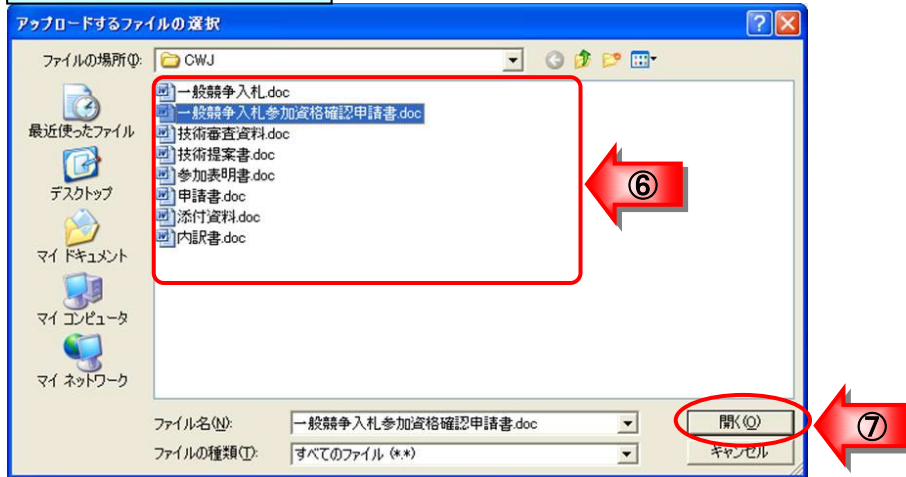 アップロードするファイルの選択
ファイルの場所(I):
CWJ
最近使ったファイル
デスクトップ
マイ ドキュメント
マイ コンピュータ
マイ ネットワーク
一般競争入札.doc
一般競争入札参加資格確認申請書.doc
技術審査資料.doc
技術提案書.doc
参加表明書.doc
申請書.doc
添付資料.doc
内訳書.doc
⑥
ファイル名(N):
一般競争入札参加資格確認申請書.doc
開く(O)
⑦
ファイルの種類(T):
すべてのファイル (*.*)
キャンセル